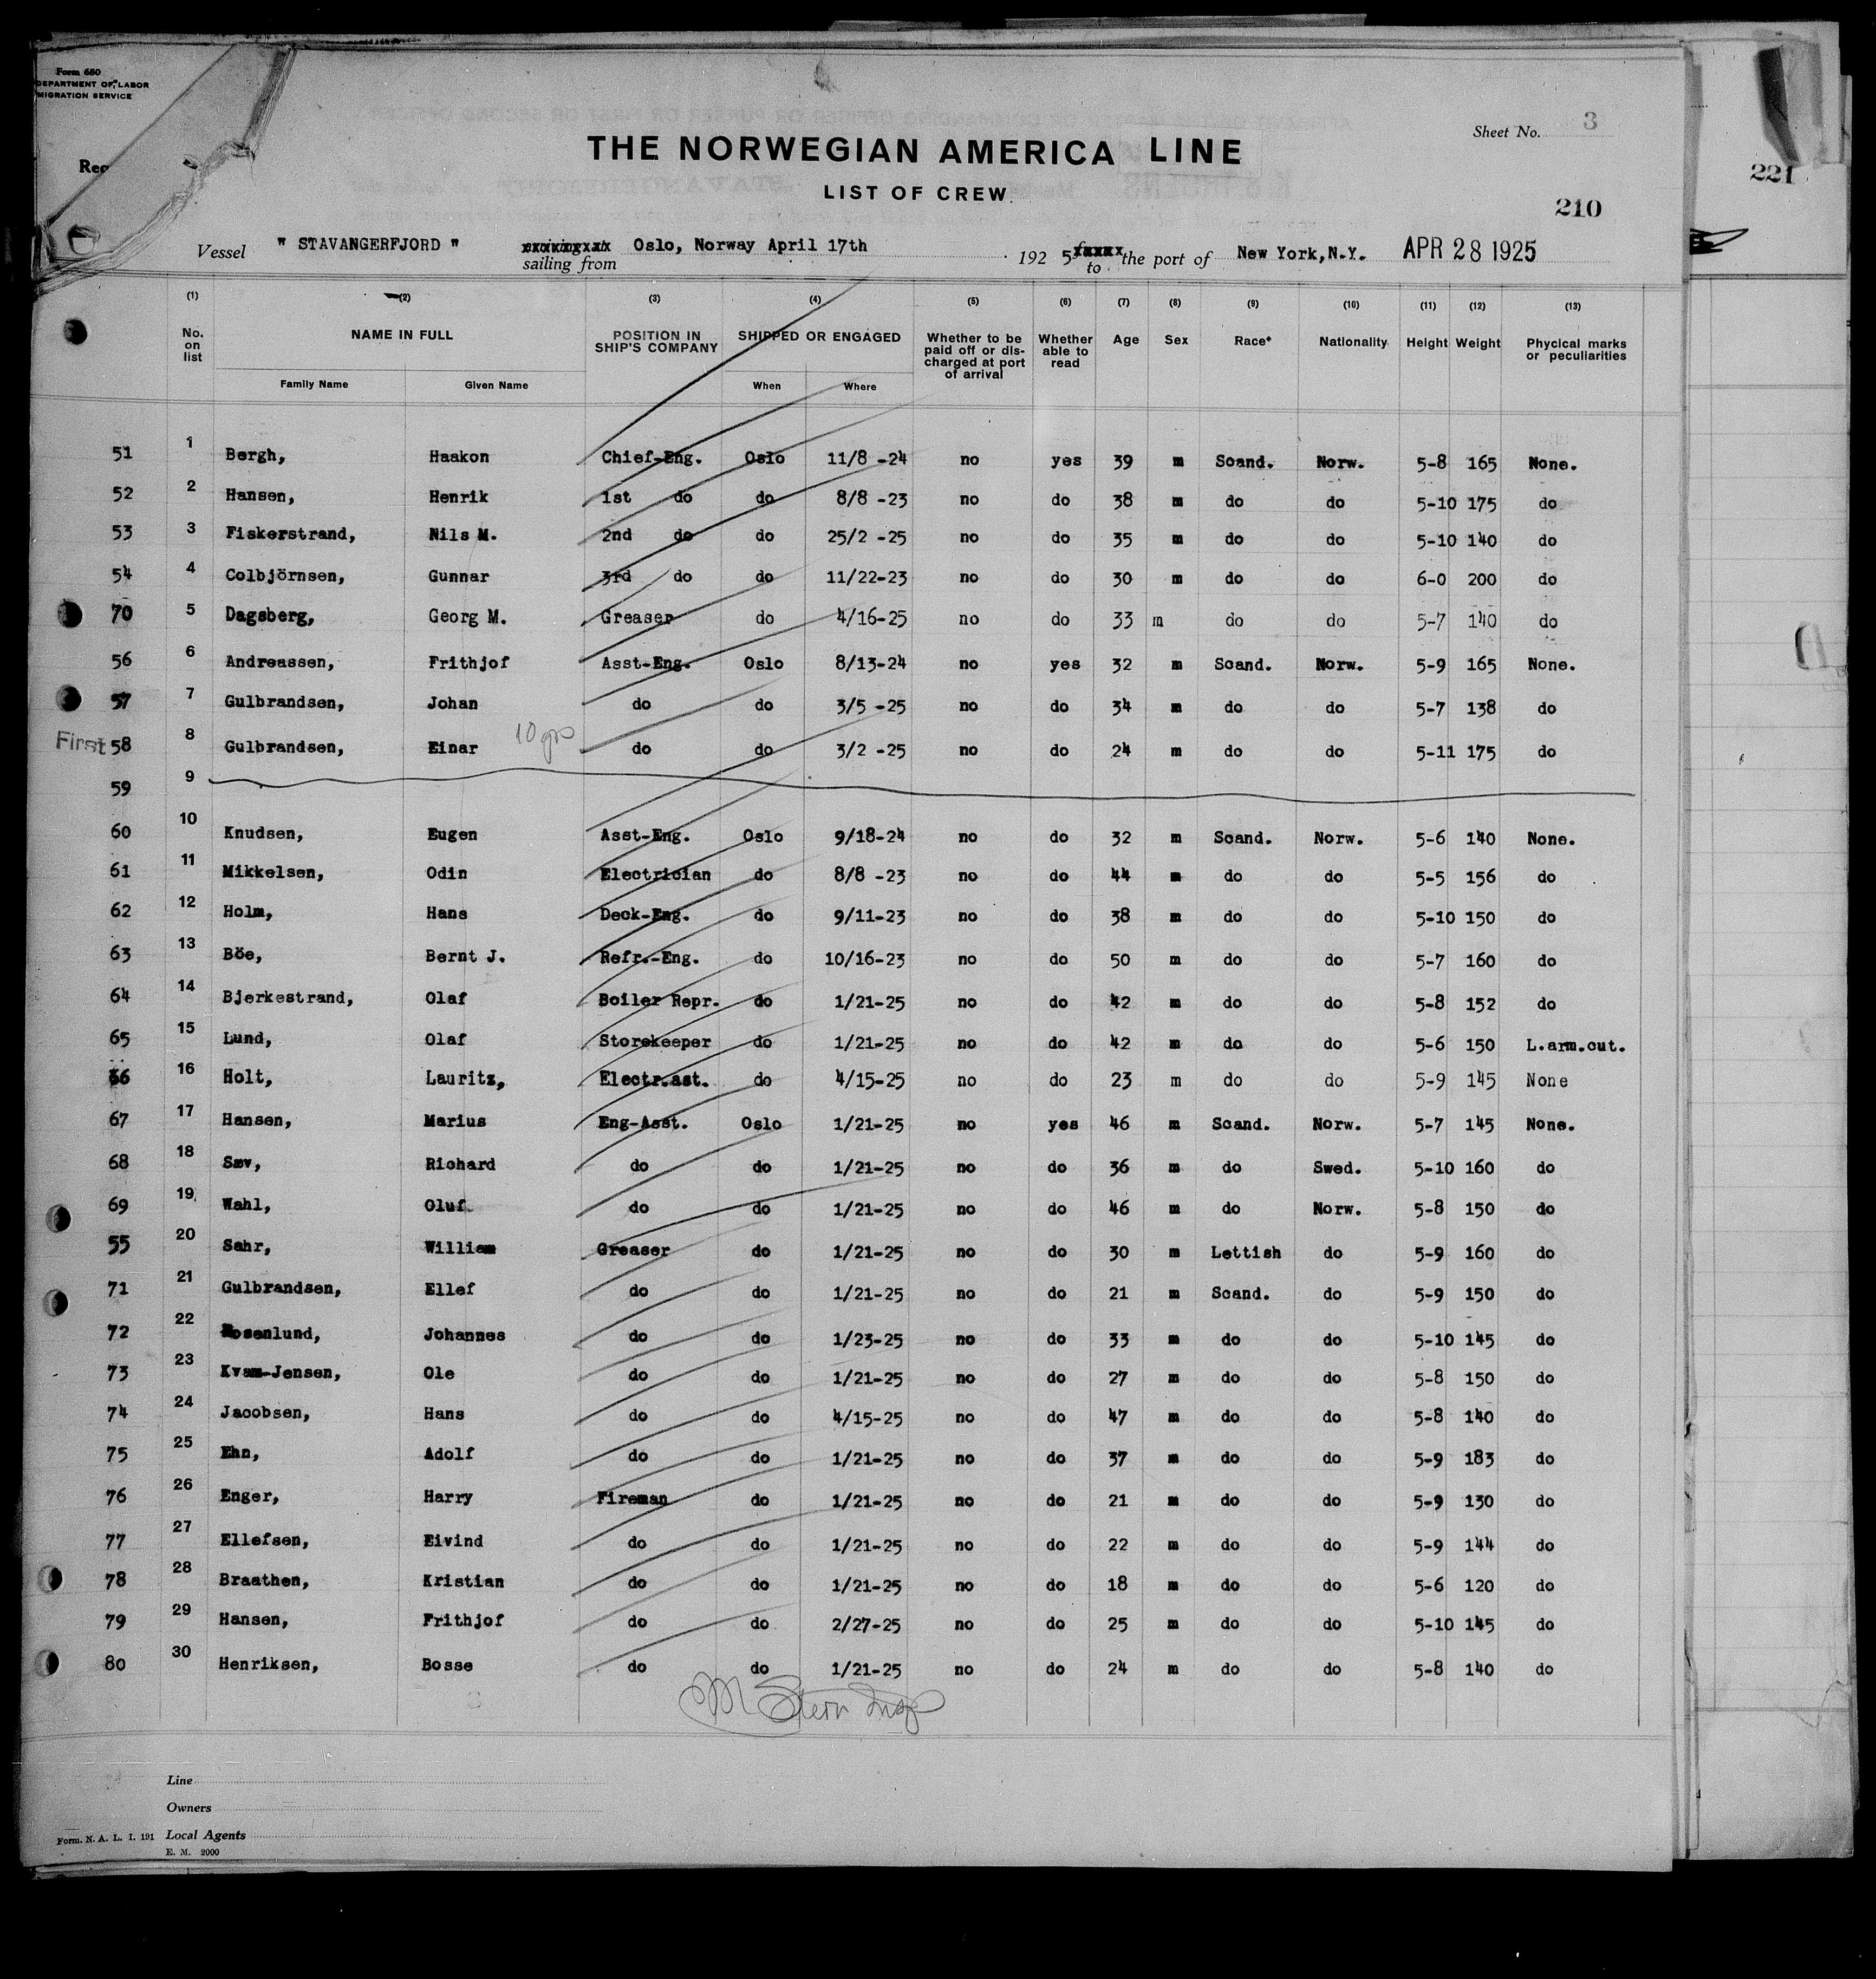 Form 680
DEPARTMENT OF LABOR
MIGRATION SERVICE
Sheet No. 3
THE NORWEGIAN AMERICA LINE
LIST OF CREW
221
210
Vessel " STAVANGERFJORD " sailing from Oslo, Norway April 17th 192 5 to the port of New York,N.Y. APR 28 1925
(1) (2) (3) (4) (5) (6) (7) (8) (9) (10) (11) (12) (13)
No. on list NAME IN FULL POSITION IN SHIP'S COMPANY SHIPPED OR ENGAGED Whether to be paid off or discharged at port of arrival Whether able to read Age Sex Race* Nationality Height Weight Physical marks or peculiarities
Family Name Given Name When Where
51 1 Bergh, Haakon Chief-Eng. Oslo 11/8 -24 no yes 39 m Scand. Norw. 5-8 165 None.
52 2 Hansen, Henrik 1st do do 8/8 -23 no do 38 m do do 5-10 175 do
53 3 Fiskerstrand, Nils M. 2nd do do 25/2 -25 no do 35 m do do 5-10 140 do
54 4 Colbjörnsen, Gunnar 3rd do do 11/22-23 no do 30 m do do 6-0 200 do
70 5 Dagsberg, Georg M. Greaser do 4/16-25 no do 33 m do do 5-7 140 do
56 6 Andreassen, Frithjof Asst-Eng. Oslo 8/13-24 no yes 32 m Scand. Norw. 5-9 165 None.
57 7 Gulbrandsen, Johan do do 3/5 -25 no do 34 m do do 5-7 138 do
First 58 8 Gulbrandsen, Einar do do 3/2 -25 no do 24 m do do 5-11 175 do
59 9
60 10 Knudsen, Eugen Asst-Eng. Oslo 9/18-24 no do 32 m Scand. Norw. 5-6 140 None.
61 11 Mikkelsen, Odin Electrician do 8/8 -23 no do 44 m do do 5-5 156 do
62 12 Holm, Hans Deck-Eng. do 9/11-23 no do 38 m do do 5-10 150 do
63 13 Böe, Bernt J. Refr.-Eng. do 10/16-23 no do 50 m do do 5-7 160 do
64 14 Bjerkestrand, Olaf Boiler Repr. do 1/21-25 no do 42 m do do 5-8 152 do
65 15 Lund, Olaf Storekeeper do 1/21-25 no do 42 m do do 5-6 150 L.arm.cut.
66 16 Holt, Lauritz, Electr.ast. do 4/15-25 no do 23 m do do 5-9 145 None
67 17 Hansen, Marius Eng-Asst. Oslo 1/21-25 no yes 46 m Scand. Norw. 5-7 145 None.
68 18 Sæv, Richard do do 1/21-25 no do 36 m do Swed. 5-10 160 do
69 19 Wahl, Oluf do do 1/21-25 no do 46 m do Norw. 5-8 150 do
55 20 Sahr, William Greaser do 1/21-25 no do 30 m Lettish do 5-9 160 do
71 21 Gulbrandsen, Ellef do do 1/21-25 no do 21 m Scand. do 5-9 150 do
72 22 Rosenlund, Johannes do do 1/23-25 no do 33 m do do 5-10 145 do
73 23 Kvam-Jensen, Ole do do 1/21-25 no do 27 m do do 5-8 150 do
74 24 Jacobsen, Hans do do 4/15-25 no do 47 m do do 5-8 140 do
75 25 Ehn, Adolf do do 1/21-25 no do 37 m do do 5-9 183 do
76 26 Enger, Harry Fireman do 1/21-25 no do 21 m do do 5-9 130 do
77 27 Ellefsen, Eivind do do 1/21-25 no do 22 m do do 5-9 144 do
78 28 Braathen, Kristian do do 1/21-25 no do 18 m do do 5-6 120 do
79 29 Hansen, Frithjof do do 2/27-25 no do 25 m do do 5-10 145 do
80 30 Henriksen, Bosse do do 1/21-25 no do 24 m do do 5-8 140 do
M Stern Insp
Line
Owners
Form. N. A. L. I. 191 Local Agents
E. M. 2000